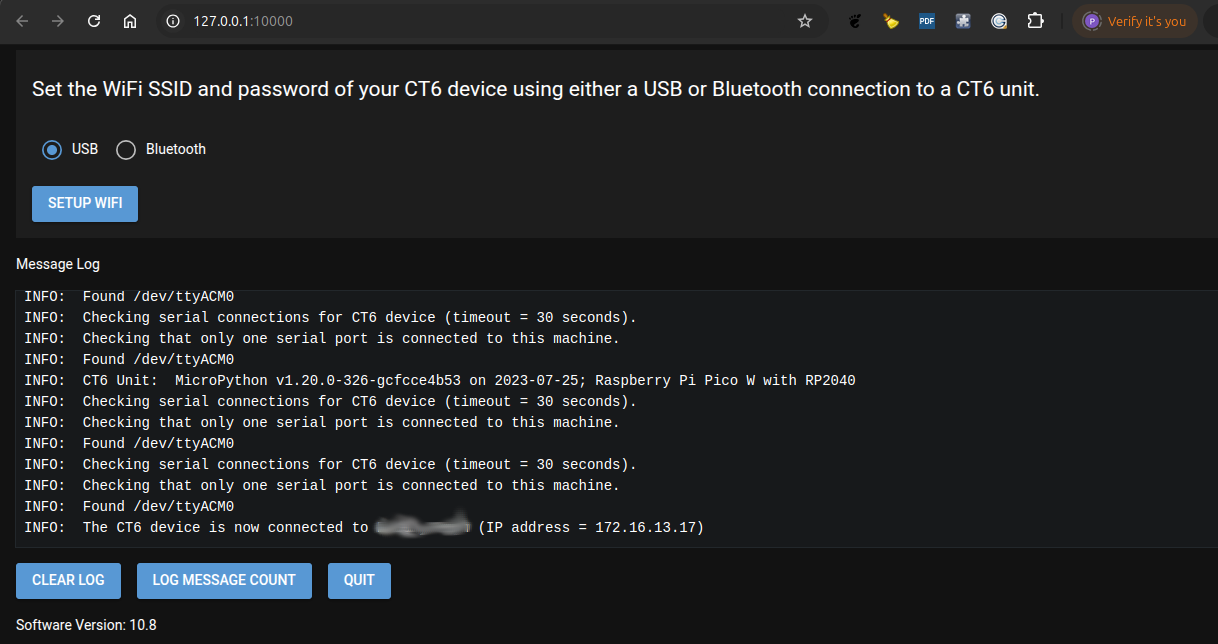 127.0.0.1:10000
PDF
P Verify it's you
Set the WiFi SSID and password of your CT6 device using either a USB or Bluetooth connection to a CT6 unit.
USB Bluetooth
SETUP WIFI
Message Log
INFO: Found /dev/ttyACM0
INFO: Checking serial connections for CT6 device (timeout = 30 seconds).
INFO: Checking that only one serial port is connected to this machine.
INFO: Found /dev/ttyACM0
INFO: CT6 Unit: MicroPython v1.20.0-326-gcfcce4b53 on 2023-07-25; Raspberry Pi Pico W with RP2040
INFO: Checking serial connections for CT6 device (timeout = 30 seconds).
INFO: Checking that only one serial port is connected to this machine.
INFO: Found /dev/ttyACM0
INFO: Checking serial connections for CT6 device (timeout = 30 seconds).
INFO: Checking that only one serial port is connected to this machine.
INFO: Found /dev/ttyACM0
INFO: The CT6 device is now connected to (IP address = 172.16.13.17)
CLEAR LOG LOG MESSAGE COUNT QUIT
Software Version: 10.8